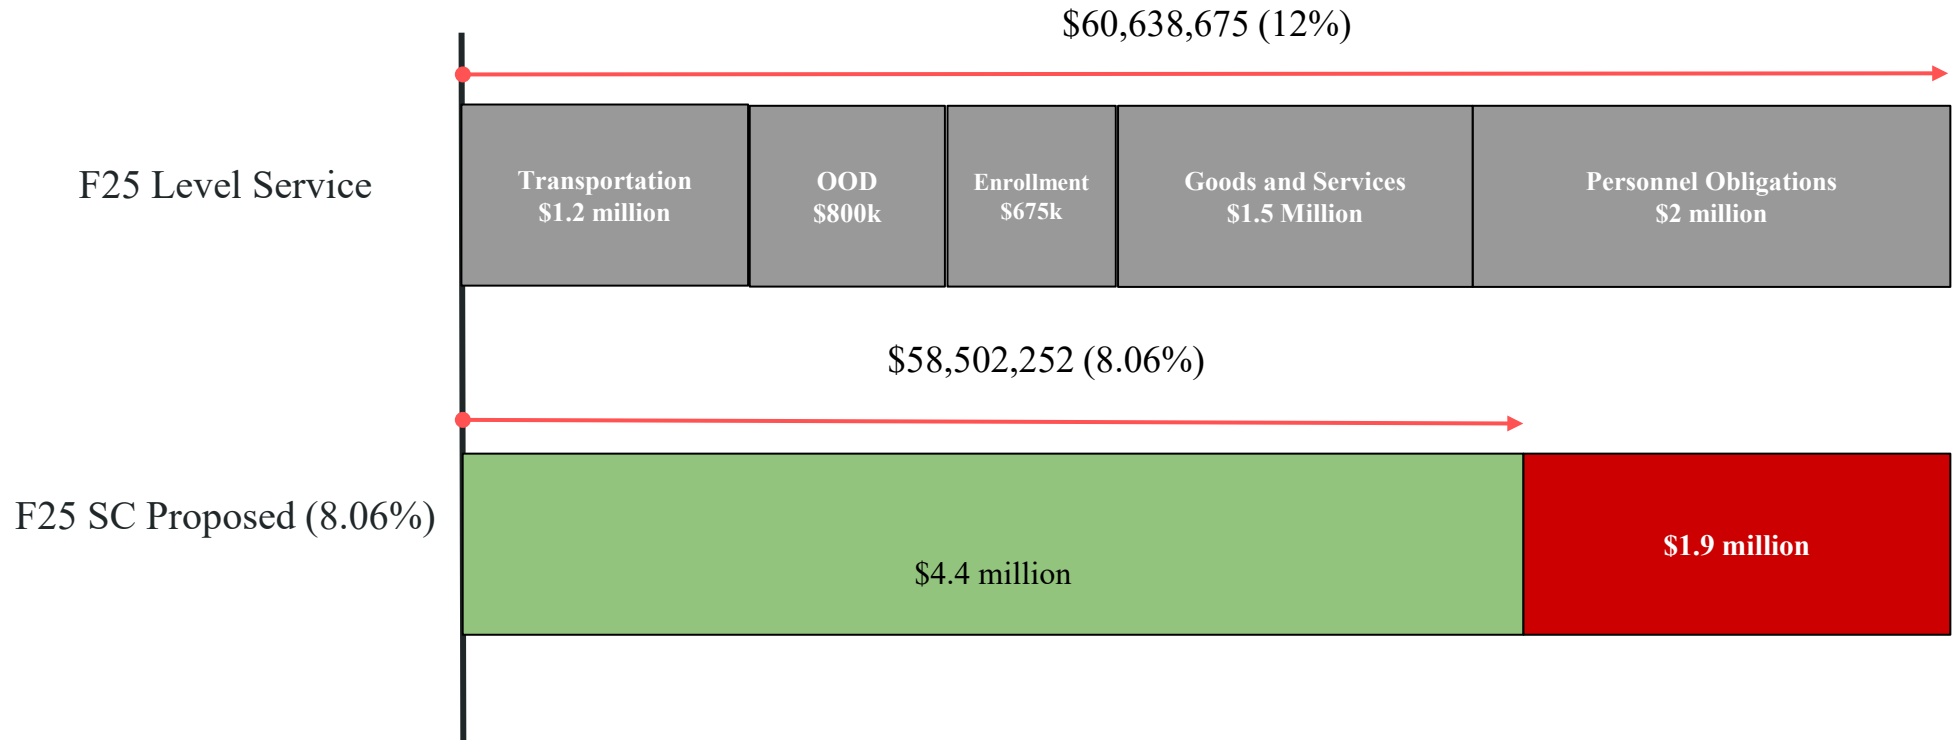 $60,638,675 (12%)
F25 Level Service
Transportation
$1.2 million
OOD
$800k
Enrollment
$675k
Goods and Services
$1.5 Million
Personnel Obligations
$2 million
$58,502,252 (8.06%)
F25 SC Proposed (8.06%)
$4.4 million
$1.9 million